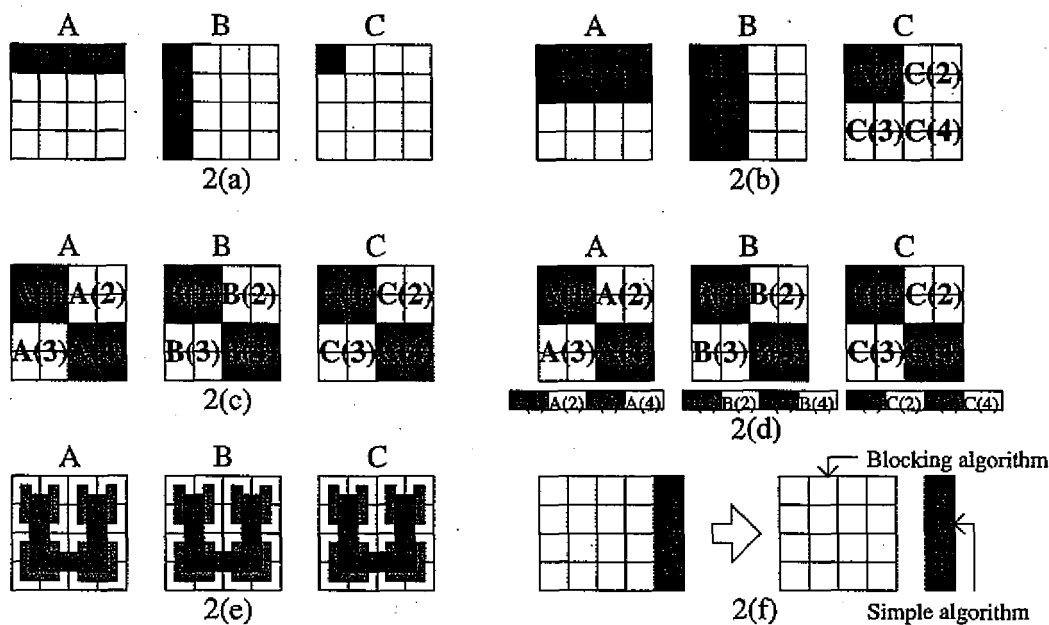 A B C
A B C
C(2)
C(3) C(4)
2(a)
2(b)
A B C
A B C
A(2) B(2) C(2)
A(2) B(2) C(2)
A(3) B(3) C(3)
A(3) B(3) C(3)
2(c)
A(2) A(4) B(2) B(4) C(2) C(4)
2(d)
A B C
Blocking algorithm
2(e)
2(f)
Simple algorithm